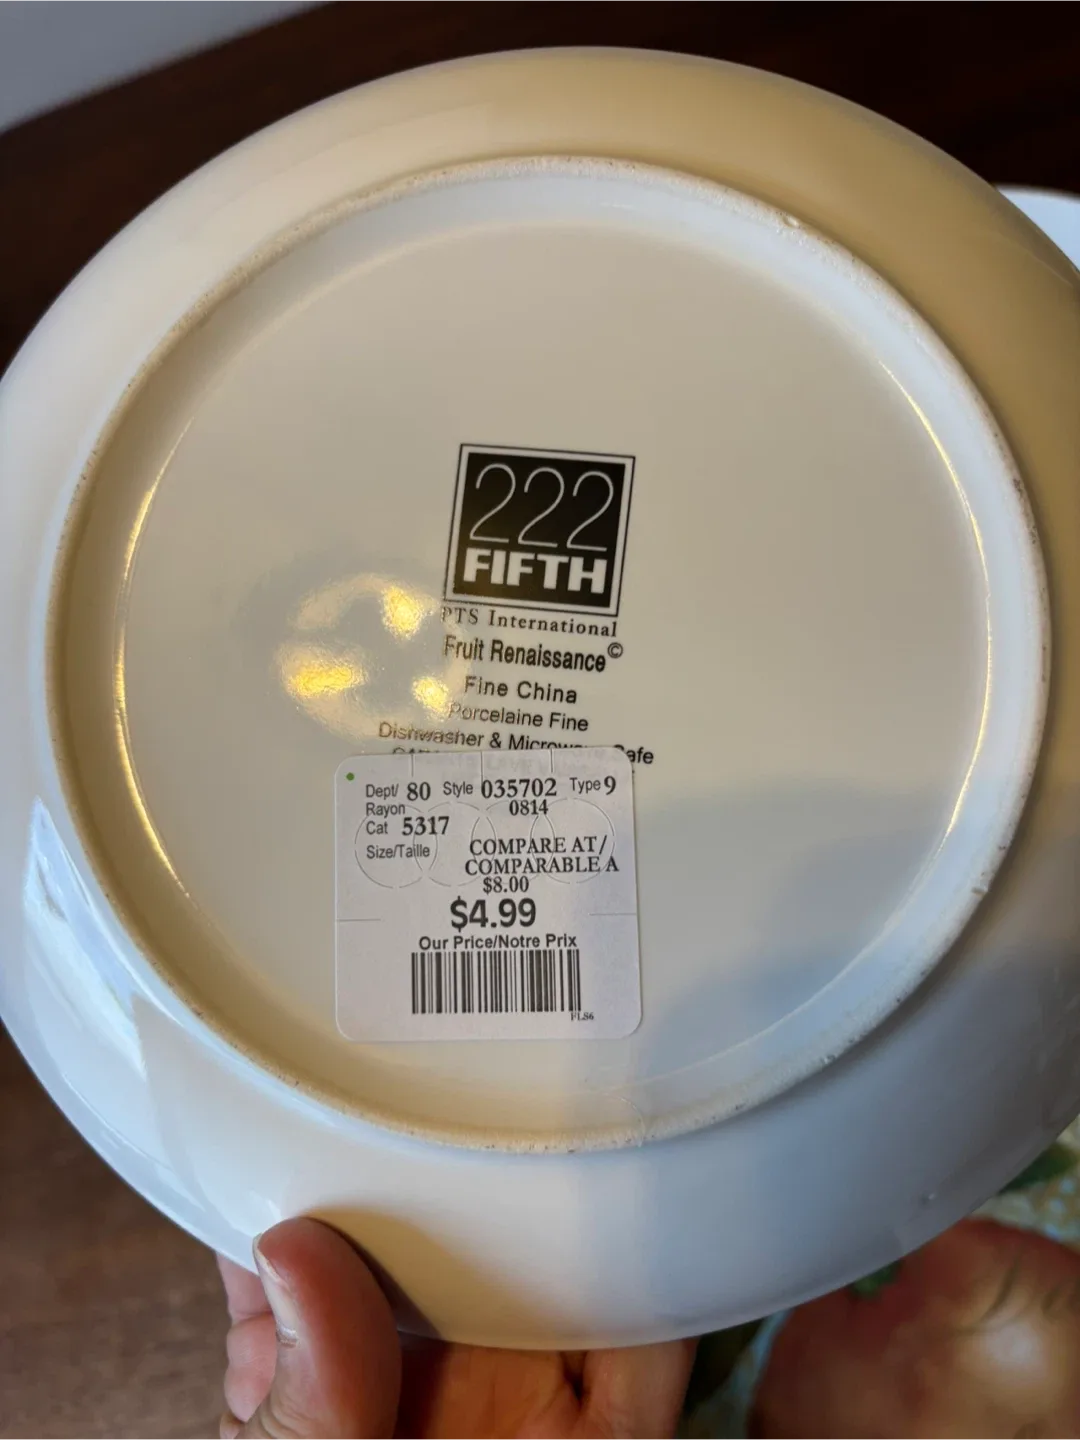 222
FIFTH
PTS International
Fruit Renaissance©
Fine China
Porcelaine Fine
Dishwasher & Microwave Safe
Dept/ 80 Style 035702 Type 9
Rayon 0814
Cat 5317
Size/Taille
COMPARE AT/
COMPARABLE A
$8.00
$4.99
Our Price/Notre Prix
FLS6